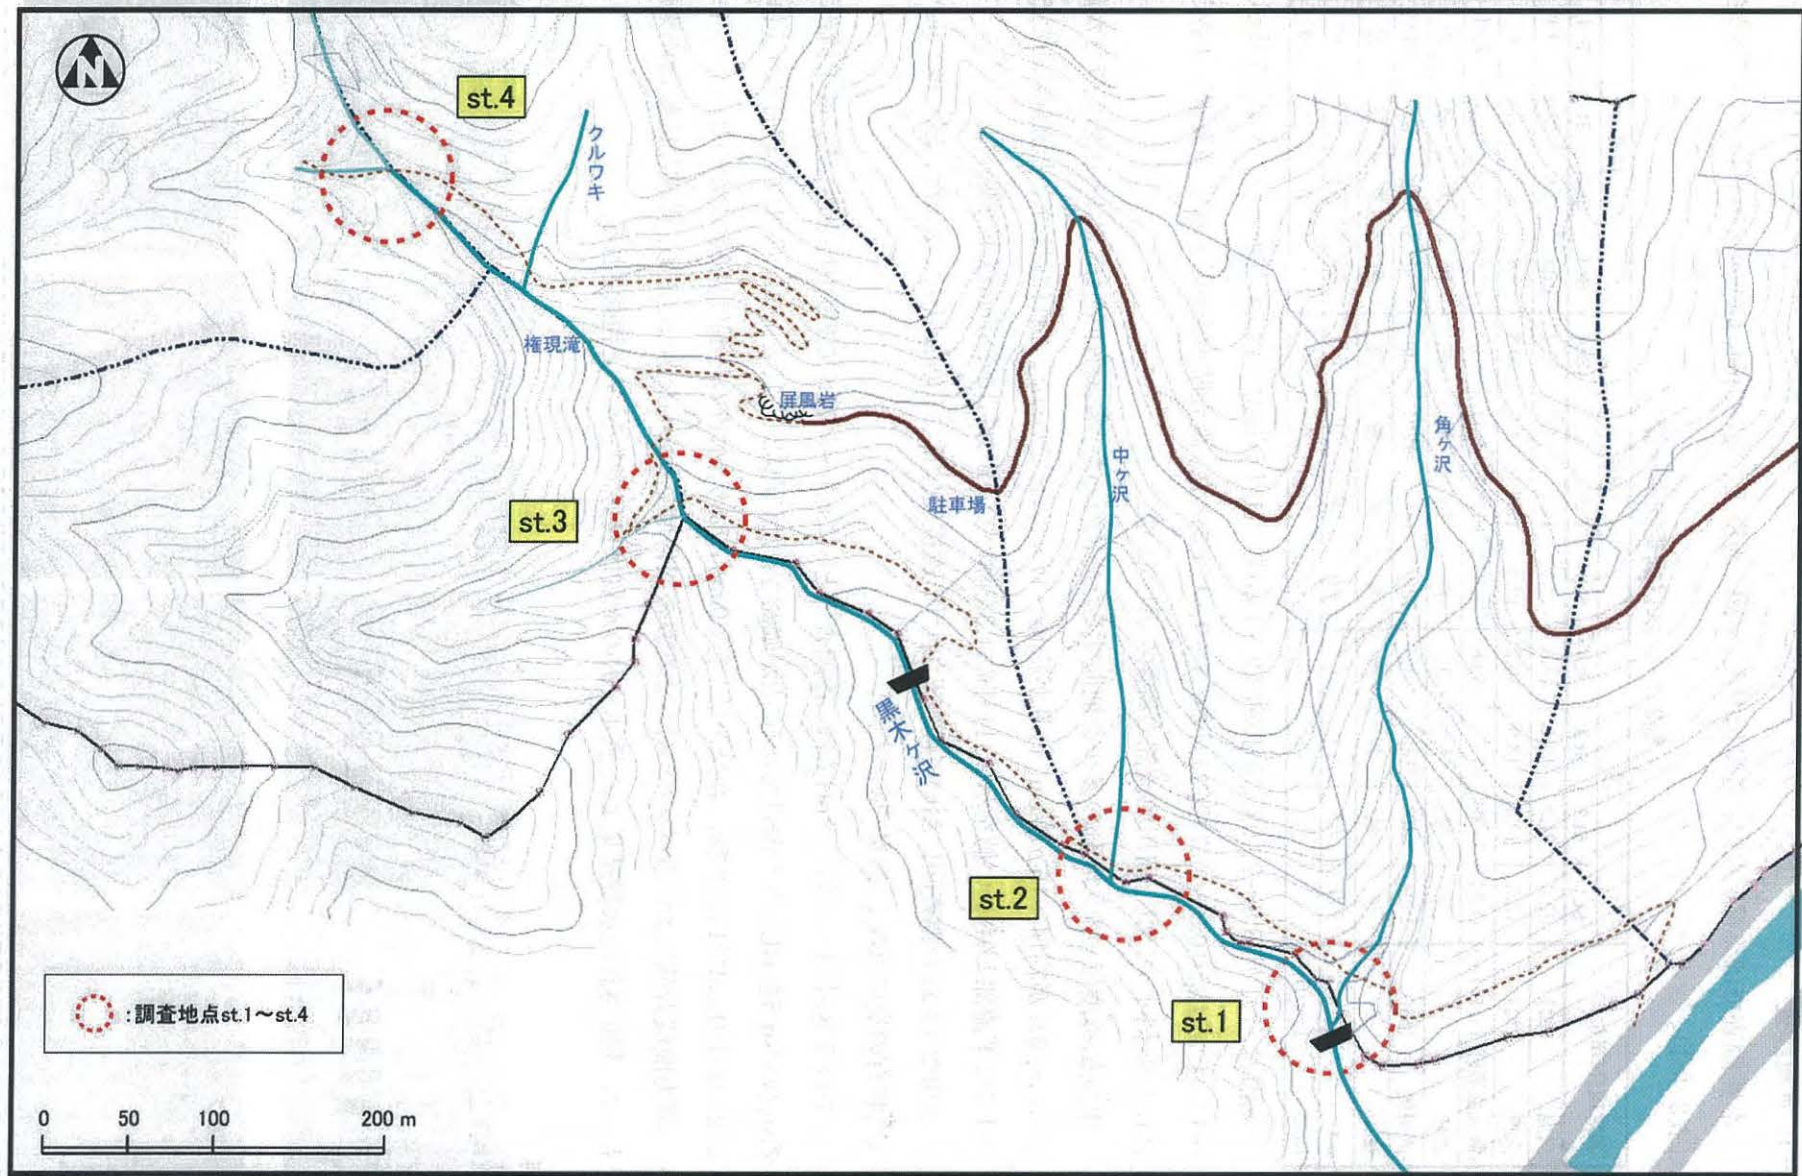 N
st.4
クルワキ
権現滝
屏風岩
角ヶ沢
中ヶ沢
駐車場
st.3
黒木ヶ沢
st.2
st.1
:調査地点st.1～st.4
0 50 100 200 m